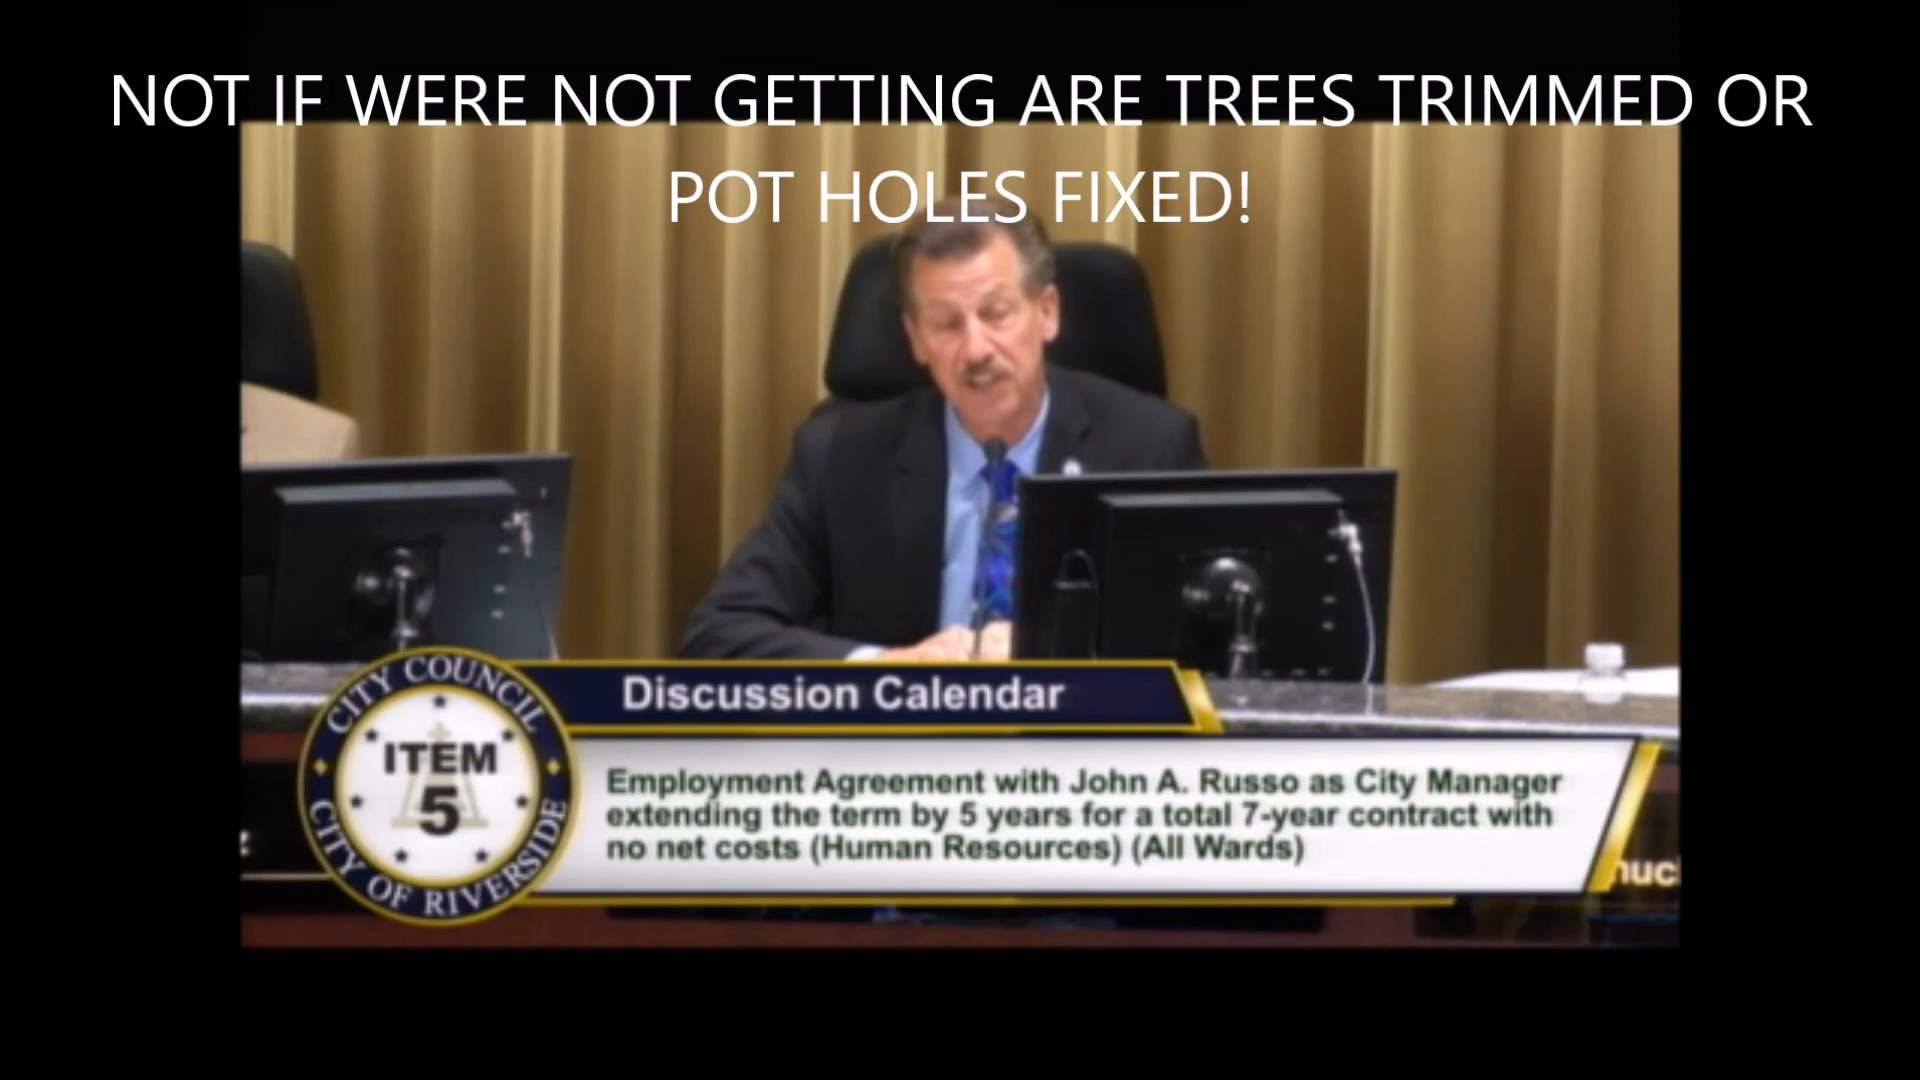 NOT IF WERE NOT GETTING ARE TREES TRIMMED OR
POT HOLES FIXED!
Discussion Calendar
CITY COUNCIL
ITEM
5
CITY OF RIVERSIDE
Employment Agreement with John A. Russo as City Manager
extending the term by 5 years for a total 7-year contract with
no net costs (Human Resources) (All Wards)